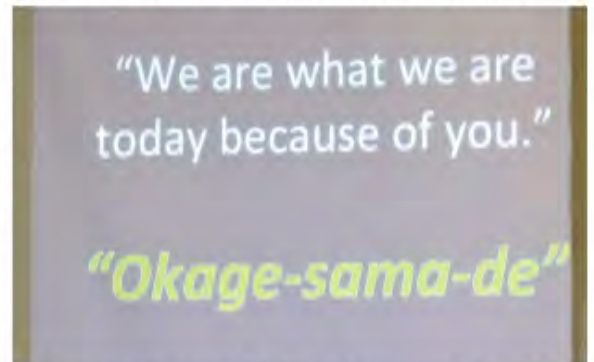 “We are what we are
today because of you.”
“Okage-sama-de”